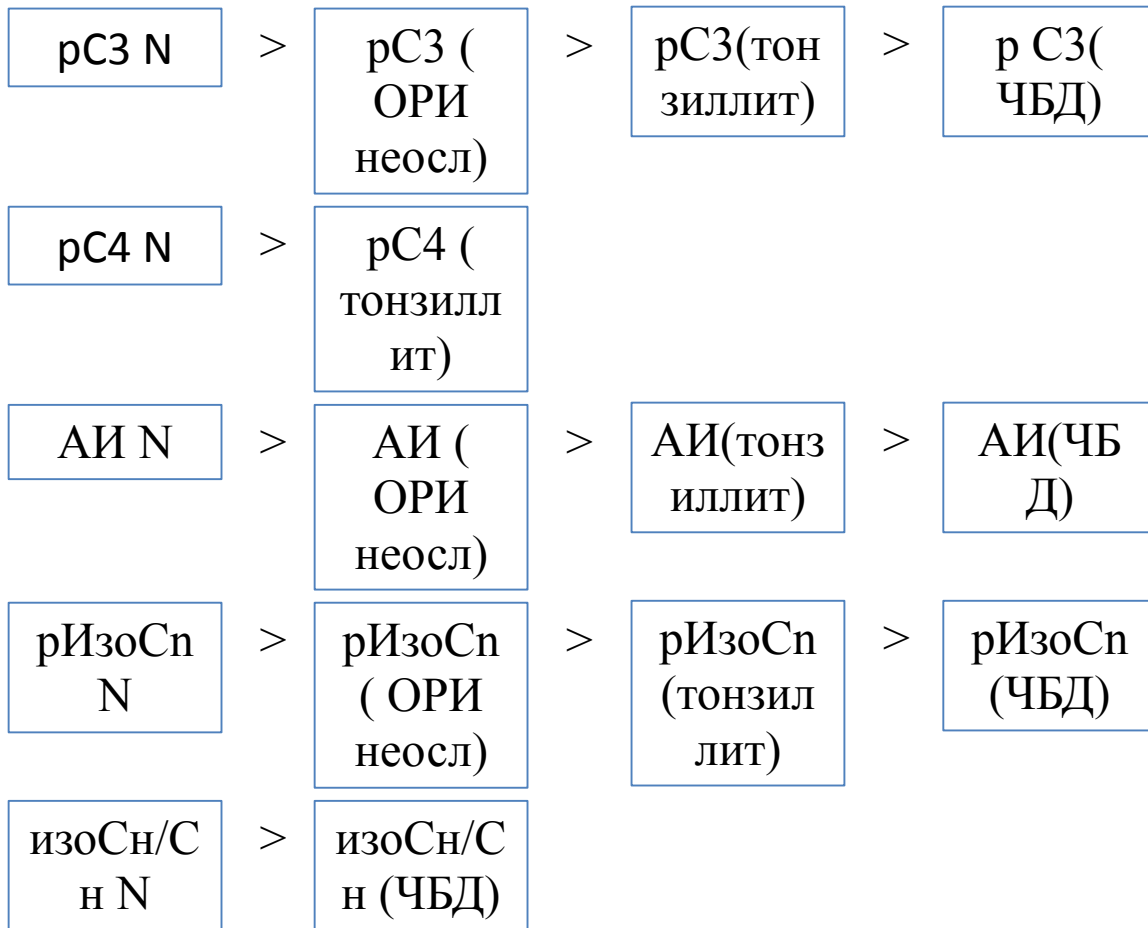 рС3 N > рС3 ( > рС3(тон > р С3(
ОРИ зиллит) ЧБД)
неосл)
рС4 N > рС4 (
тонзилл
ит)
АИ N > АИ ( > АИ(тонз > АИ(ЧБ
ОРИ иллит) Д)
неосл)
рИзоСn > рИзоСn > рИзоСn > рИзоСn
N ( ОРИ (тонзил (ЧБД)
неосл) лит)
изоСн/С > изоСн/С
н N н (ЧБД)